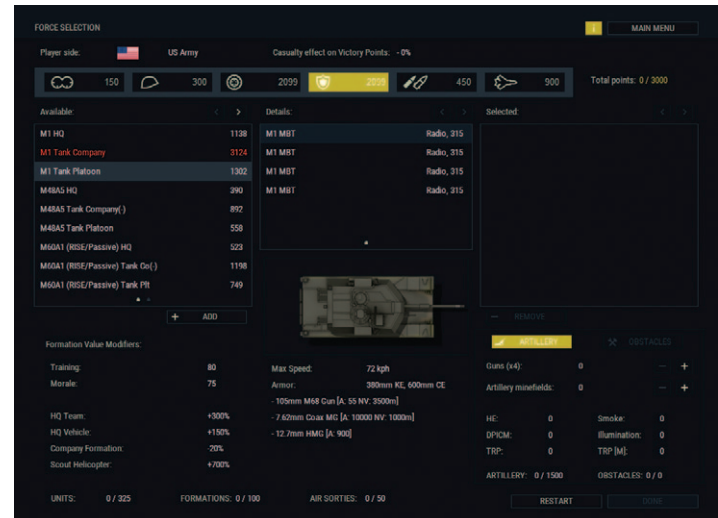 FORCE SELECTION
i
MAIN MENU
Player side:
US Army
Casualty effect on Victory Points: - 0%
150
300
2099
2099
450
900
Total points: 0 / 3000
Available:
< >
Details:
< >
Selected:
< >
M1 HQ 1138
M1 Tank Company 3124
M1 Tank Platoon 1302
M48A5 HQ 390
M48A5 Tank Company(-) 892
M48A5 Tank Platoon 558
M60A1 (RISE/Passive) HQ 523
M60A1 (RISE/Passive) Tank Co(-) 1198
M60A1 (RISE/Passive) Tank Plt 749
+ ADD
M1 MBT Radio, 315
M1 MBT Radio, 315
M1 MBT Radio, 315
M1 MBT Radio, 315
Formation Value Modifiers:
Training: 80
Morale: 75
HQ Team: +300%
HQ Vehicle: +150%
Company Formation: -20%
Scout Helicopter: +700%
Max Speed: 72 kph
Armor: 380mm KE, 600mm CE
- 105mm M68 Gun [A: 55 NV: 3500m]
- 7.62mm Coax MG [A: 10000 NV: 1000m]
- 12.7mm HMG [A: 900]
− REMOVE
ARTILLERY
OBSTACLES
Guns (x4): 0 − +
Artillery minefields: 0 − +
HE: 0 Smoke: 0
DPICM: 0 Illumination: 0
TRP: 0 TRP [M]: 0
ARTILLERY: 0 / 1500 OBSTACLES: 0 / 0
UNITS: 0 / 325 FORMATIONS: 0 / 100 AIR SORTIES: 0 / 50
RESTART
DONE